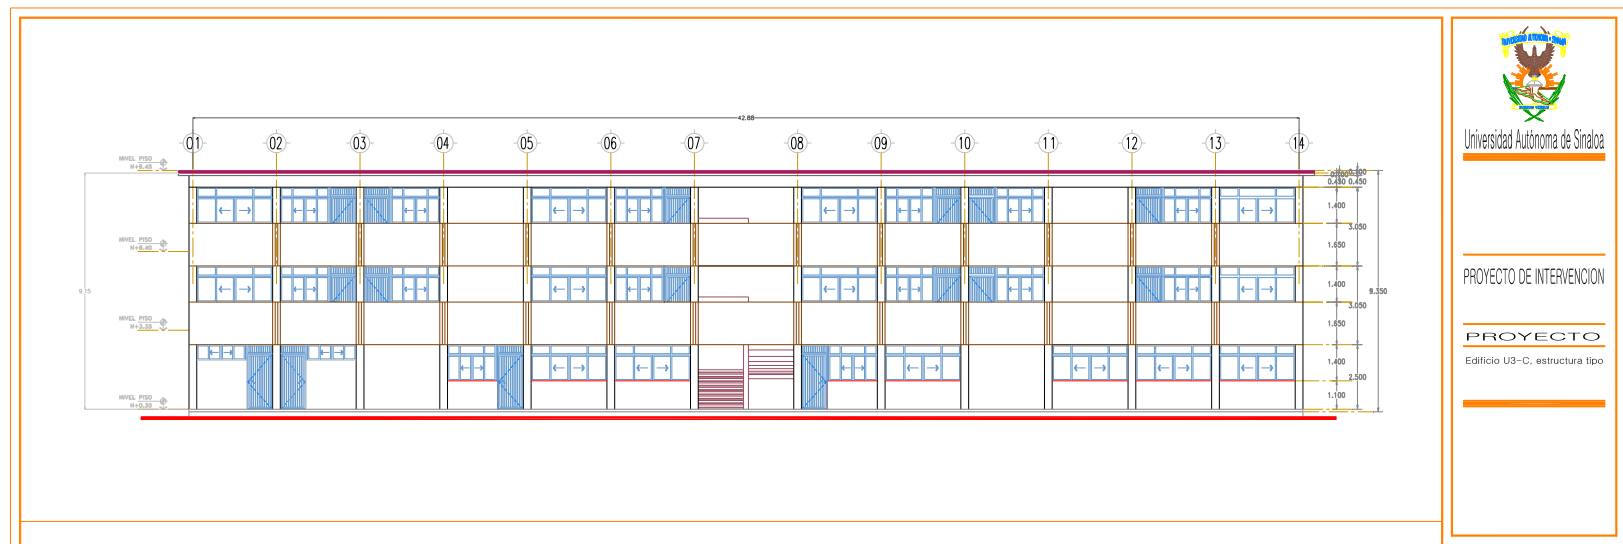 42.68
01 02 03 04 05 06 07 08 09 10 11 12 13 14
NIVEL PISO
N+9.45
NIVEL PISO
N+6.40
NIVEL PISO
N+3.35
NIVEL PISO
N+0.30
9.15
0.450 0.450
1.400
3.050
1.650
1.400
9.350
3.050
1.650
1.400
2.500
1.100
Universidad Autónoma de Sinaloa
PROYECTO DE INTERVENCION
PROYECTO
Edificio U3-C, estructura tipo